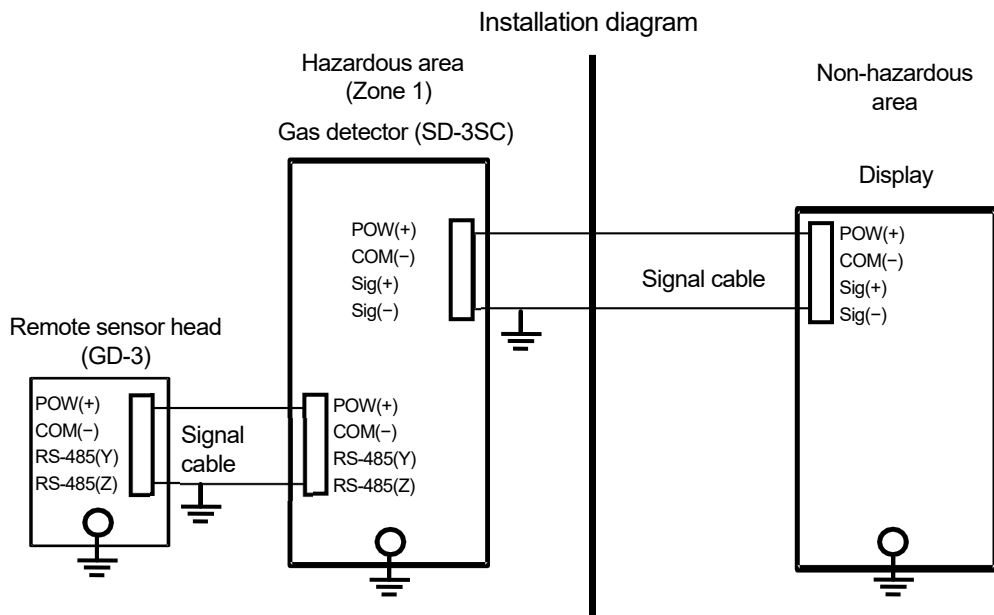 Installation diagram
Hazardous area
(Zone 1)
Non-hazardous
area
Gas detector (SD-3SC)
Display
POW(+)
COM(−)
Sig(+)
Sig(−)
Signal cable
POW(+)
COM(−)
Sig(+)
Sig(−)
Remote sensor head
(GD-3)
POW(+)
COM(−)
RS-485(Y)
RS-485(Z)
Signal
cable
POW(+)
COM(−)
RS-485(Y)
RS-485(Z)